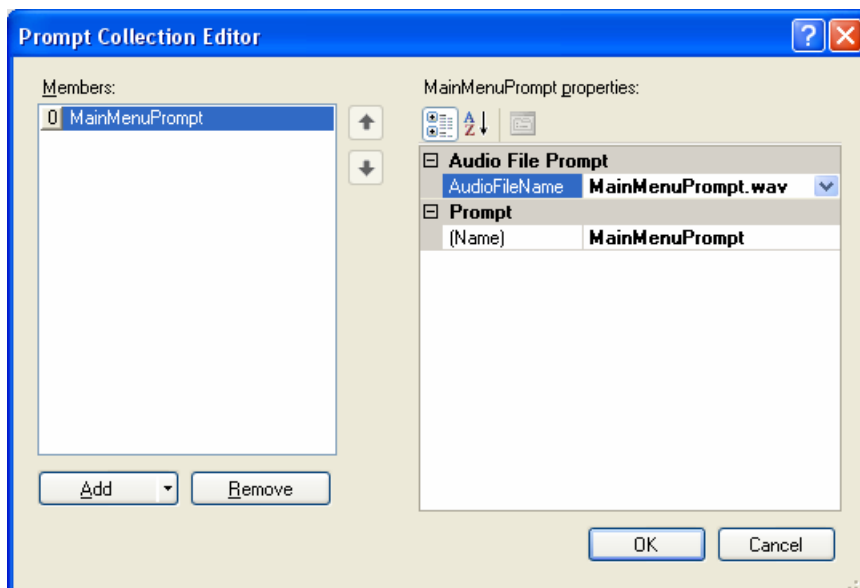 Prompt Collection Editor
Members:
0 MainMenuPrompt
Add
Remove
MainMenuPrompt properties:
Audio File Prompt
AudioFileName MainMenuPrompt.wav
Prompt
(Name) MainMenuPrompt
OK
Cancel